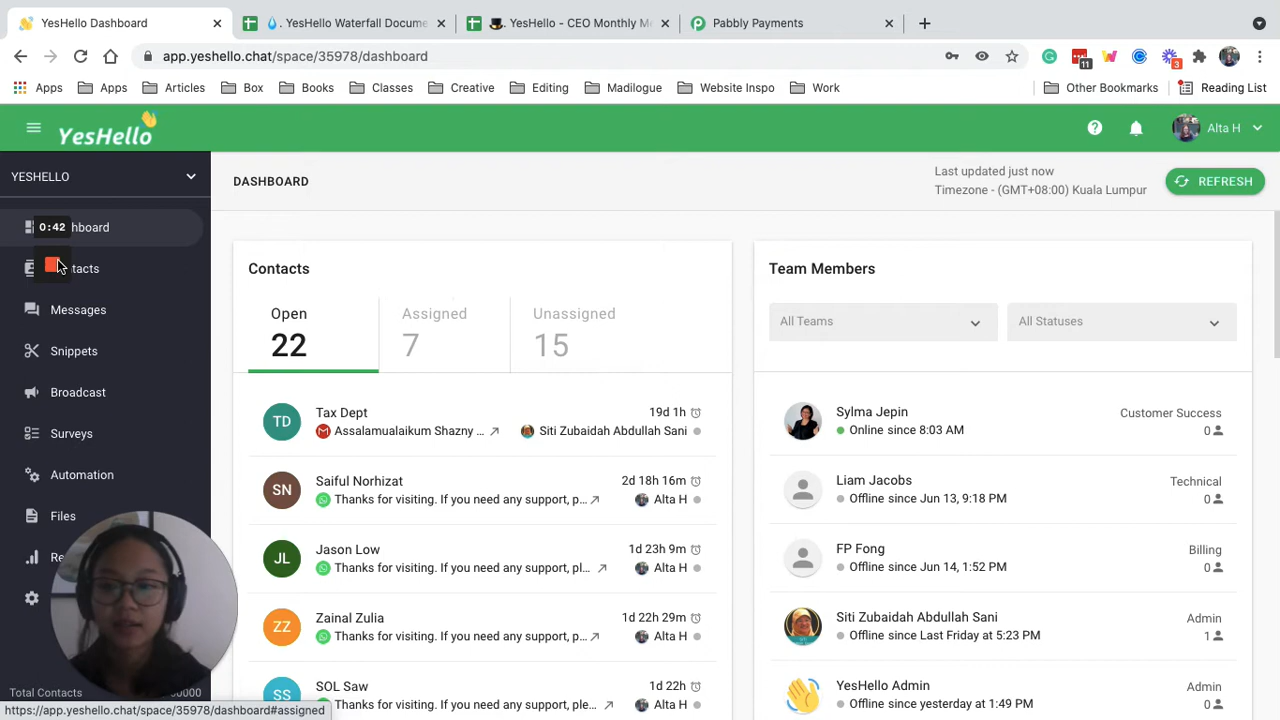 YesHello Dashboard
. YesHello Waterfall Docume
. YesHello - CEO Monthly M
Pabbly Payments
app.yeshello.chat/space/35978/dashboard
11
3
Apps
Apps
Articles
Box
Books
Classes
Creative
Editing
Madilogue
Website Inspo
Work
Other Bookmarks
Reading List
YesHello
Alta H
YESHELLO
DASHBOARD
Last updated just now
Timezone - (GMT+08:00) Kuala Lumpur
REFRESH
0:42
hboard
tacts
Messages
Snippets
Broadcast
Surveys
Automation
Files
Re
Total Contacts
0000
https://app.yeshello.chat/space/35978/dashboard#assigned
Contacts
Open
22
Assigned
7
Unassigned
15
TD
Tax Dept
19d 1h
Assalamualaikum Shazny ...
Siti Zubaidah Abdullah Sani
SN
Saiful Norhizat
2d 18h 16m
Thanks for visiting. If you need any support, p...
Alta H
JL
Jason Low
1d 23h 9m
Thanks for visiting. If you need any support, pl...
Alta H
ZZ
Zainal Zulia
1d 22h 29m
Thanks for visiting. If you need any support, p...
Alta H
SS
SOL Saw
1d 22h
Thanks for visiting. If you need any support, ple...
Alta H
Team Members
All Teams
All Statuses
Sylma Jepin
Customer Success
Online since 8:03 AM
0
Liam Jacobs
Technical
Offline since Jun 13, 9:18 PM
0
FP Fong
Billing
Offline since Jun 14, 1:52 PM
0
Siti Zubaidah Abdullah Sani
Admin
Offline since Last Friday at 5:23 PM
1
YesHello Admin
Admin
Offline since yesterday at 1:49 PM
0